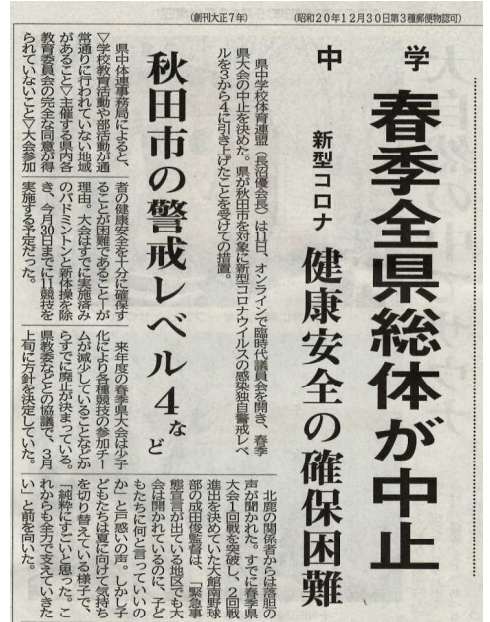 （創刊大正7年）
（昭和20年12月30日第3種郵便物認可）
中学
春季全県総体が中止
新型コロナ
健康安全の確保困難
県中学校体育連盟（長沼優会長）は11日、オンラインで臨時代議員会を開き、春季
県大会の中止を決めた。県が秋田市を対象に新型コロナウイルスの感染独自警戒レベ
ルを3から4に引き上げたことを受けての措置。
秋田市の警戒レベル4など
県中体連事務局によると、
▽学校教育活動や部活動が通
常通りに行われていない地域
があること▽主催する県内各
教育委員会の完全な同意が得
られていないこと▽大会参加
者の健康安全を十分に確保す
ることが困難であること―が
理由。大会はすでに実施済み
のバドミントンと新体操を除
き、今月30日までに11競技を
実施する予定だった。
来年度の春季県大会は少子
化により各種競技の参加チー
ムが減少していることなどか
らすでに廃止が決まっている。
県教委などとの協議で、3月
上旬に方針を決定していた。
北鹿の関係者からは落胆の
声が聞かれた。すでに春季県
大会1回戦を突破し、2回戦
進出を決めていた大館南野球
部の成田俊監督は、「緊急事
態宣言が出ている地区でも大
会は開かれているのに、子ど
もたちに何と言っていいの
か」と戸惑いの声。しかし子
どもたちは夏に向けて気持ち
を切り替えている様子で、
「純粋にすごいと思った。こ
れからも全力で支えていきた
い」と前を向いた。